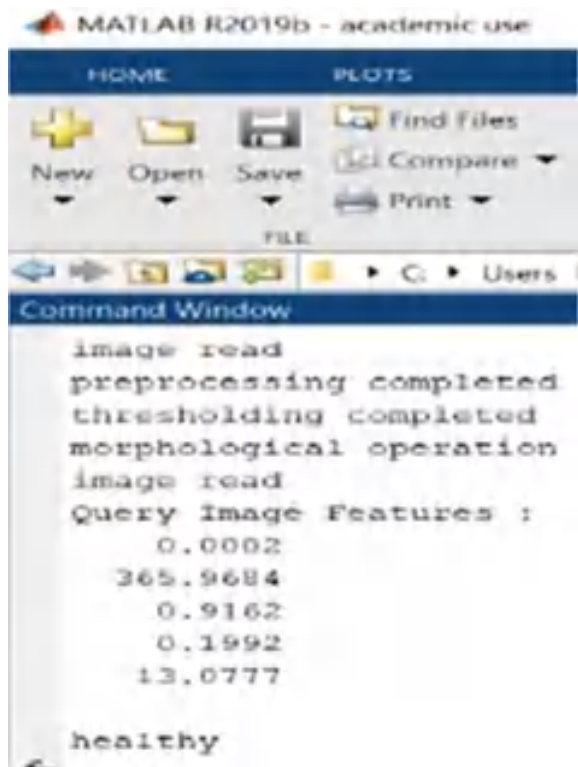 MATLAB R2019b - academic use
HOME PLOTS
New Open Save
Find Files
Compare
Print
FILE
C: Users
Command Window
image read
preprocessing completed
thresholding completed
morphological operation
image read
Query Image Features :
0.0002
365.9684
0.9162
0.1992
13.0777
healthy